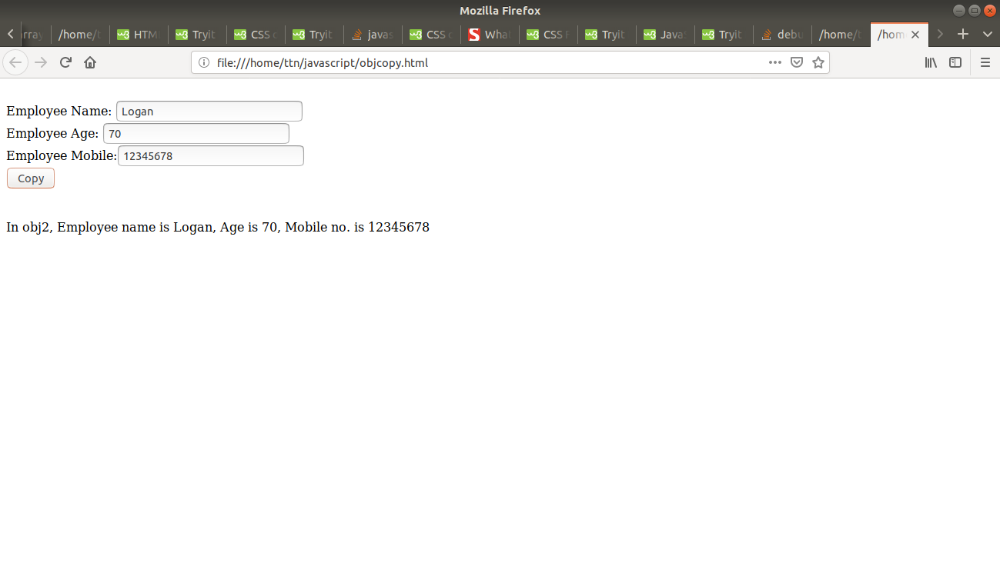 Mozilla Firefox
/home/t HTM Tryit CSS Tryit javas CSS Wha CSS Tryit Java Tryit debu /home/t /hom
file:///home/ttn/javascript/objcopy.html
Employee Name: Logan
Employee Age: 70
Employee Mobile: 12345678
Copy
In obj2, Employee name is Logan, Age is 70, Mobile no. is 12345678